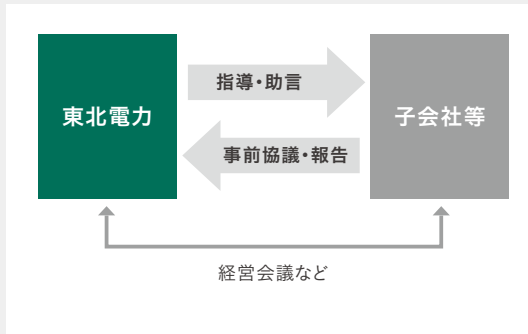 東北電力
指導・助言
子会社等
事前協議・報告
経営会議など